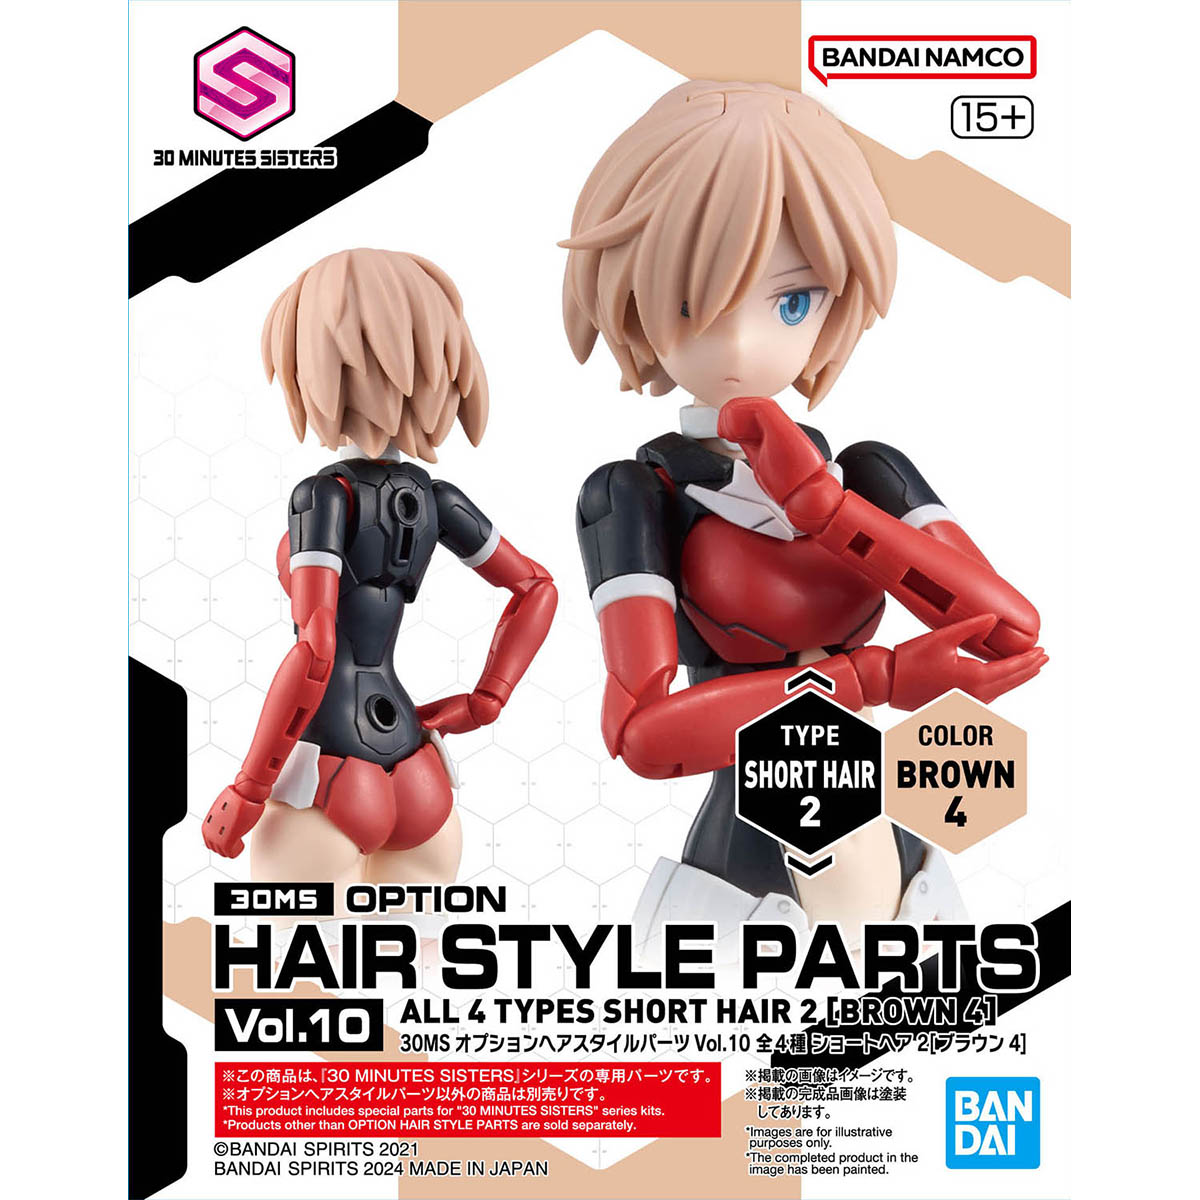 S
30 MINUTES SISTERS
BANDAI NAMCO
15+
TYPE
SHORT HAIR
2
COLOR
BROWN
4
30MS OPTION
HAIR STYLE PARTS
Vol.10
ALL 4 TYPES SHORT HAIR 2 [BROWN 4]
30MS オプションヘアスタイルパーツ Vol.10 全4種 ショートヘア 2[ブラウン 4]
※この商品は、『30 MINUTES SISTERS』シリーズの専用パーツです。
※オプションヘアスタイルパーツ以外の商品は別売りです。
*This product includes special parts for "30 MINUTES SISTERS" series kits.
*Products other than OPTION HAIR STYLE PARTS are sold separately.
※掲載の画像はイメージです。
※掲載の完成品画像は塗装
してあります。
*Images are for illustrative
purposes only.
*The completed product in the
image has been painted.
BAN
DAI
©BANDAI SPIRITS 2021
BANDAI SPIRITS 2024 MADE IN JAPAN